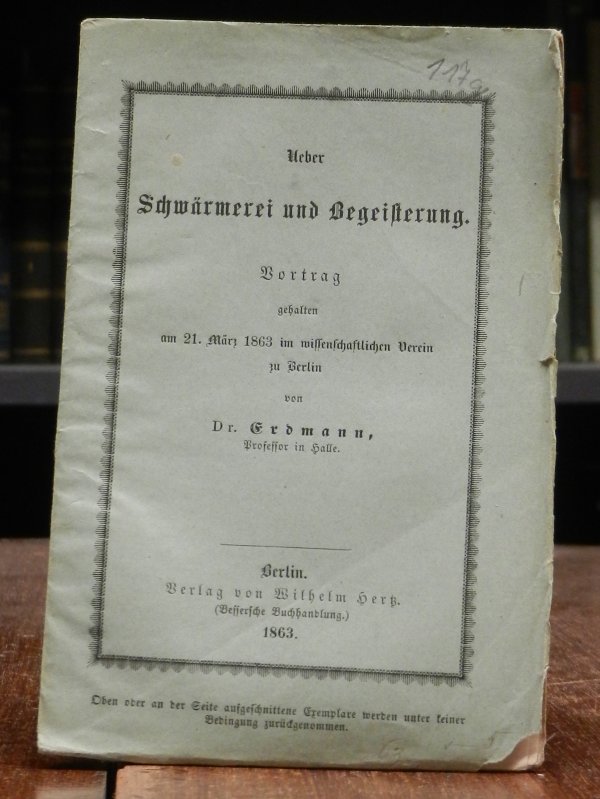 117a
Ueber
Schwärmerei und Begeisterung.
Vortrag
gehalten
am 21. März 1863 im wissenschaftlichen Verein
zu Berlin
von
Dr. Erdmann,
Professor in Halle.
Berlin.
Verlag von Wilhelm Hertz.
(Bessersche Buchhandlung.)
1863.
Oben oder an der Seite aufgeschnittene Exemplare werden unter keiner
Bedingung zurückgenommen.